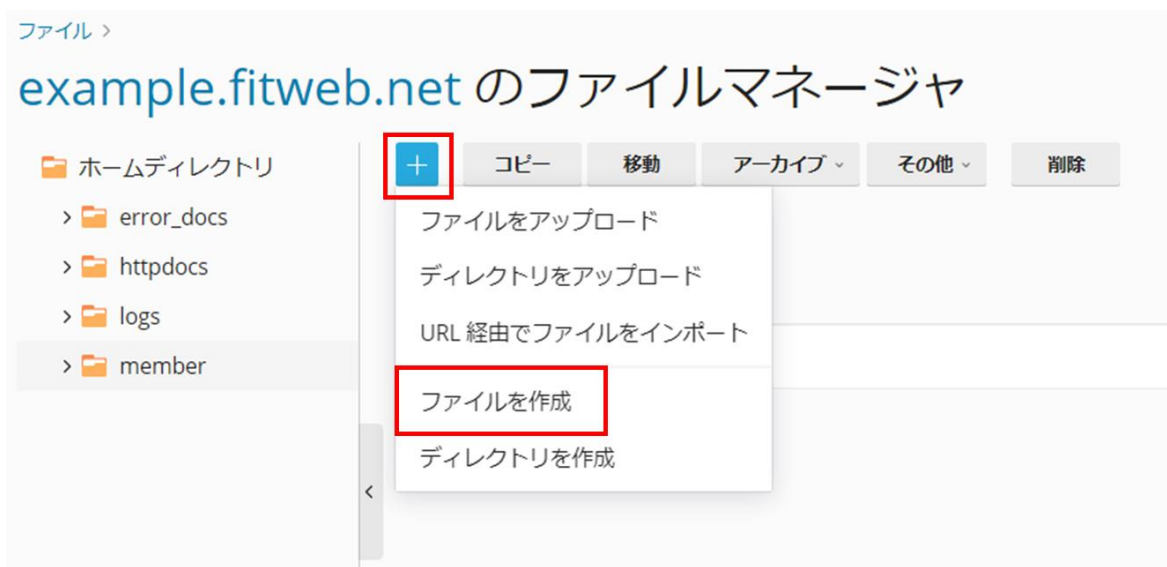 ファイル >
example.fitweb.net のファイルマネージャ
ホームディレクトリ
error_docs
httpdocs
logs
member
+ コピー 移動 アーカイブ その他 削除
ファイルをアップロード
ディレクトリをアップロード
URL 経由でファイルをインポート
ファイルを作成
ディレクトリを作成